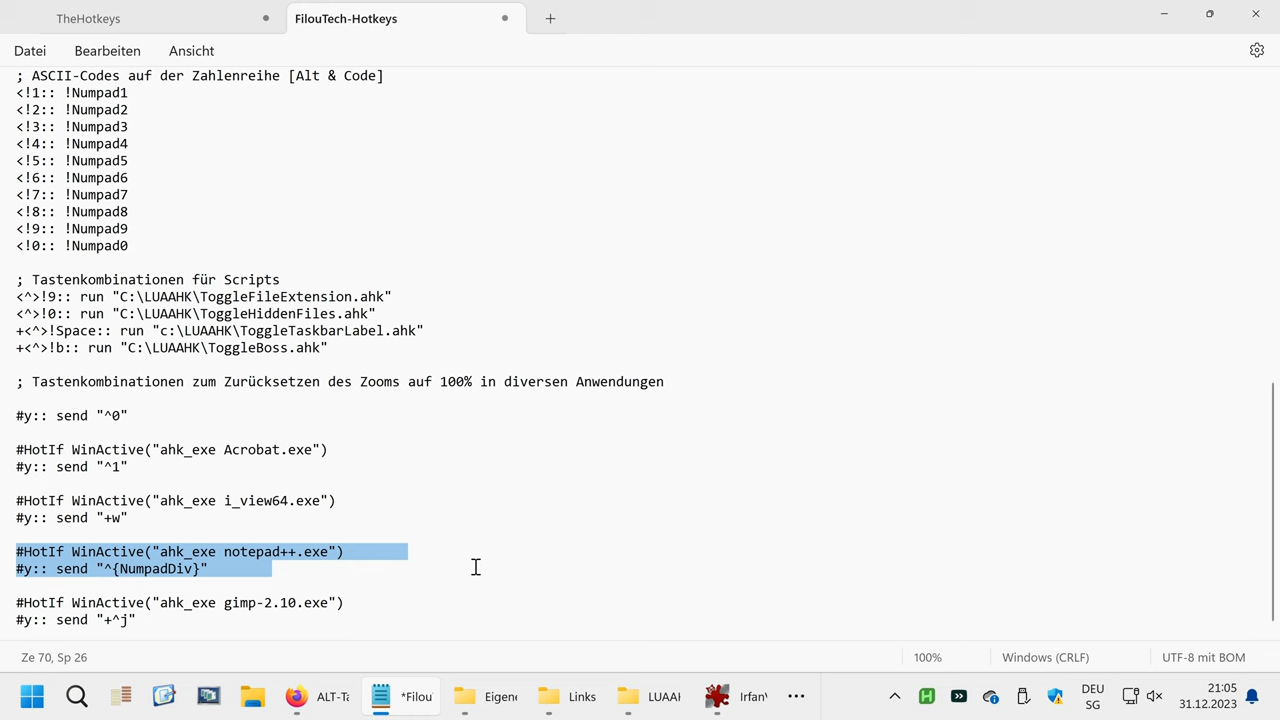 TheHotkeys
FilouTech-Hotkeys
Datei
Bearbeiten
Ansicht
; ASCII-Codes auf der Zahlenreihe [Alt & Code]
<!1:: !Numpad1
<!2:: !Numpad2
<!3:: !Numpad3
<!4:: !Numpad4
<!5:: !Numpad5
<!6:: !Numpad6
<!7:: !Numpad7
<!8:: !Numpad8
<!9:: !Numpad9
<!0:: !Numpad0
; Tastenkombinationen für Scripts
<^>!9:: run "C:\LUAAHK\ToggleFileExtension.ahk"
<^>!0:: run "C:\LUAAHK\ToggleHiddenFiles.ahk"
+<^>!Space:: run "c:\LUAAHK\ToggleTaskbarLabel.ahk"
+<^>!b:: run "C:\LUAAHK\ToggleBoss.ahk"
; Tastenkombinationen zum Zurücksetzen des Zooms auf 100% in diversen Anwendungen
#y:: send "^0"
#HotIf WinActive("ahk_exe Acrobat.exe")
#y:: send "^1"
#HotIf WinActive("ahk_exe i_view64.exe")
#y:: send "+w"
#HotIf WinActive("ahk_exe notepad++.exe")
#y:: send "^{NumpadDiv}"
#HotIf WinActive("ahk_exe gimp-2.10.exe")
#y:: send "+^j"
Ze 70, Sp 26
100%
Windows (CRLF)
UTF-8 mit BOM
ALT-Ta
*Filou
Eigene
Links
LUAAH
IrfanV
DEU
SG
21:05
31.12.2023